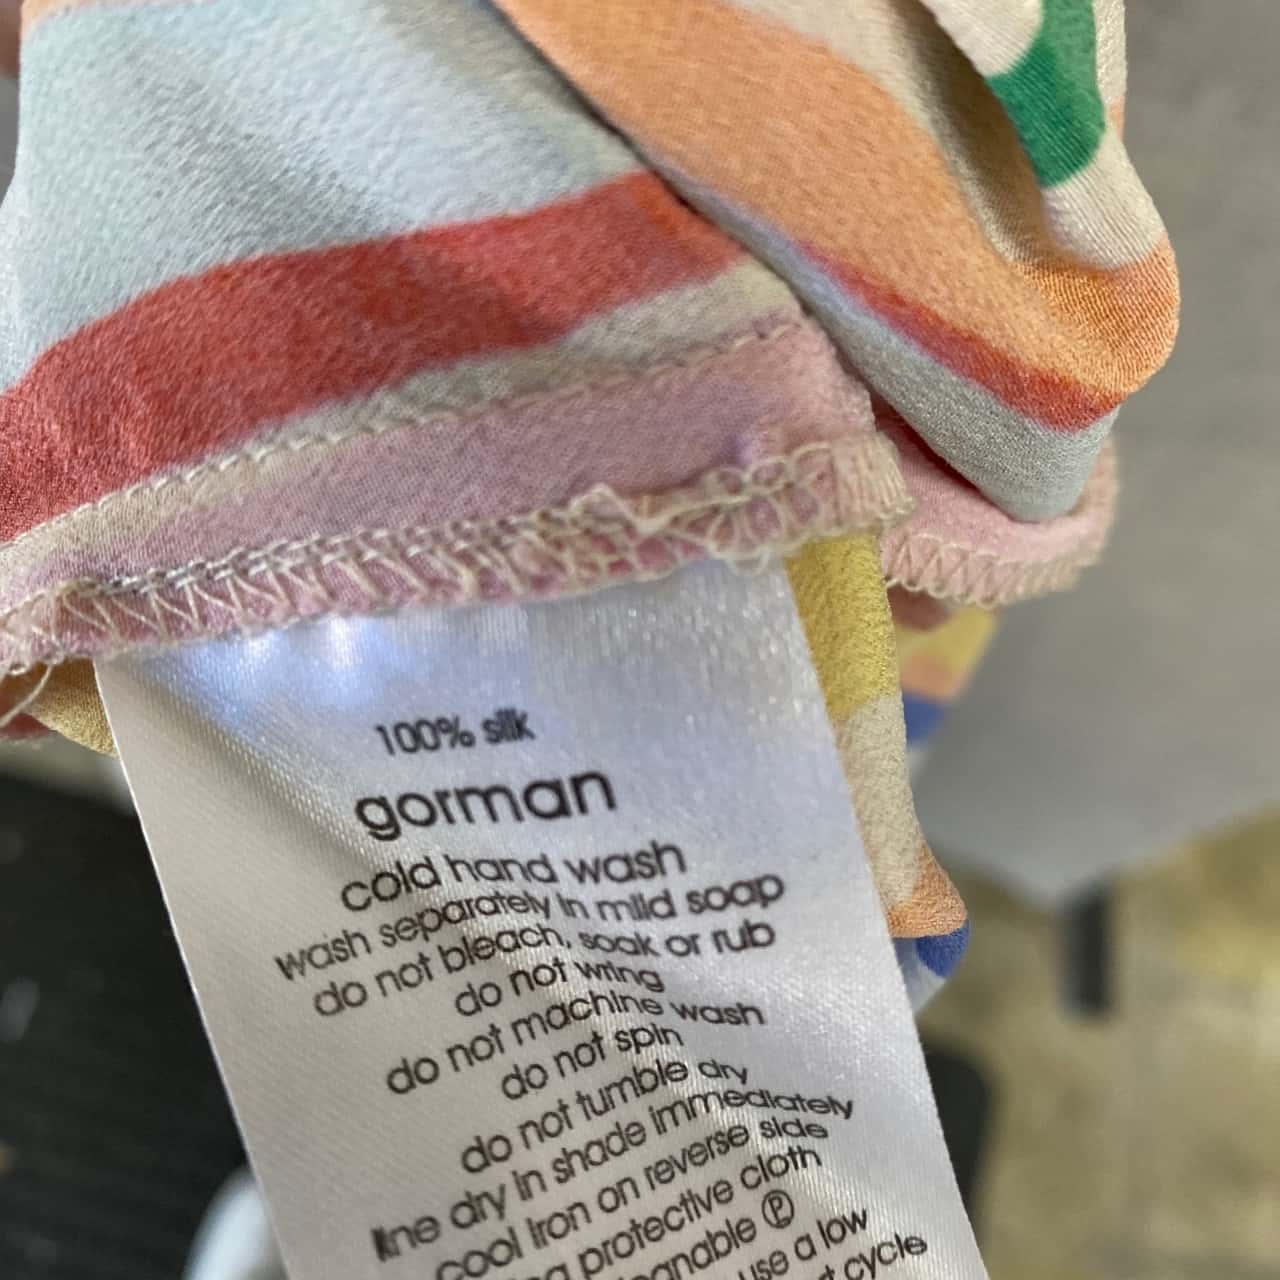 100% silk
gorman
cold hand wash
wash separately in mild soap
do not bleach, soak or rub
do not wring
do not machine wash
do not spin
do not tumble dry
line dry in shade immediately
cool iron on reverse side
protective cloth
P
use a low
cycle